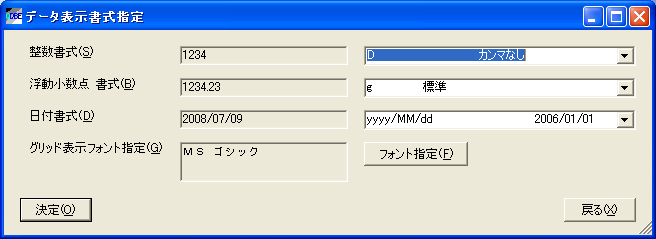 DBE データ表示書式指定
整数書式(S) 1234 D カンマなし
浮動小数点 書式(B) 1234.23 g 標準
日付書式(D) 2008/07/09 yyyy/MM/dd 2006/01/01
グリッド表示フォント指定(G) ＭＳ ゴシック フォント指定(F)
決定(O) 戻る(X)